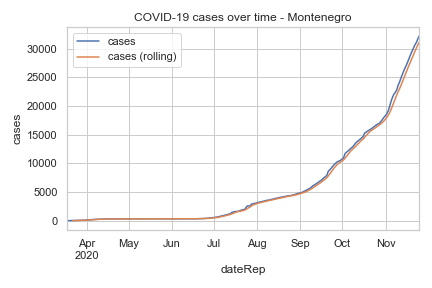 COVID-19 cases over time - Montenegro
cases
cases (rolling)
30000
25000
20000
15000
10000
5000
0
cases
Apr May Jun Jul Aug Sep Oct Nov
2020
dateRep